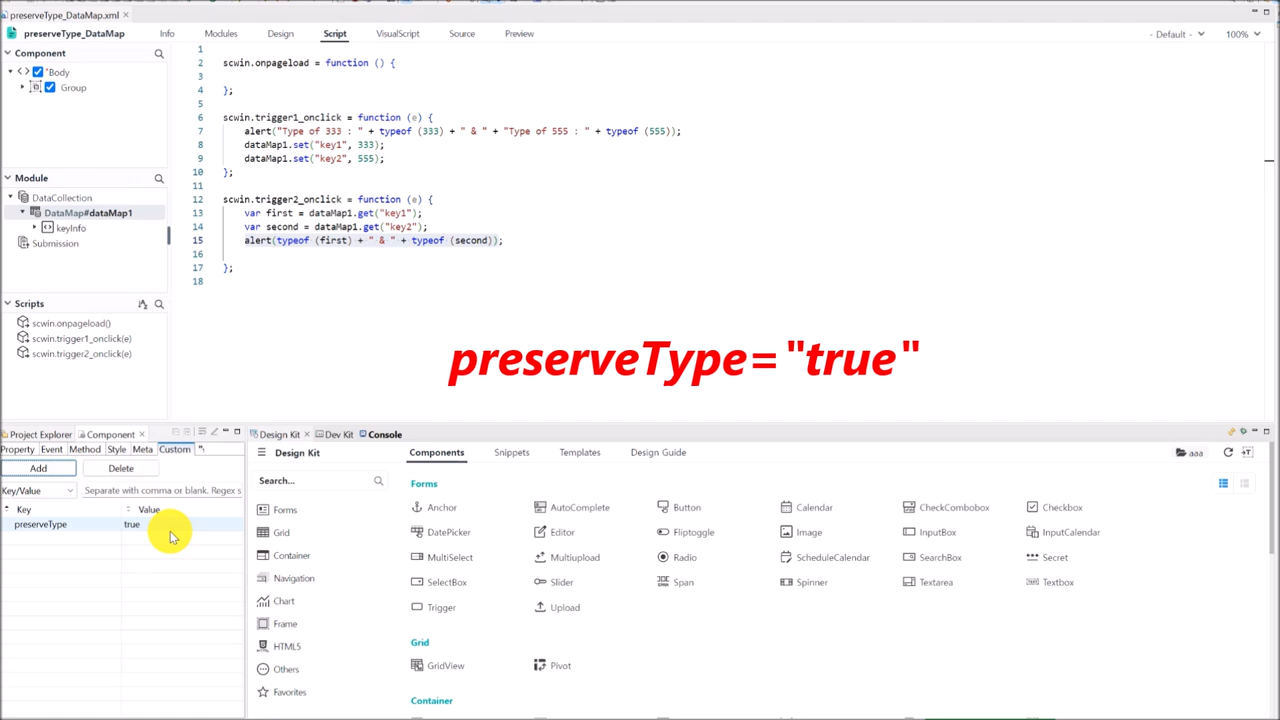 preserveType_DataMap.xml
preserveType_DataMap
Info
Modules
Design
Script
VisualScript
Source
Preview
- Default -
100%
Component
*Body
Group
Module
DataCollection
DataMap#dataMap1
keyInfo
Submission
Scripts
scwin.onpageload()
scwin.trigger1_onclick(e)
scwin.trigger2_onclick(e)
1
2 scwin.onpageload = function () {
3
4 };
5
6 scwin.trigger1_onclick = function (e) {
7 alert("Type of 333 : " + typeof (333) + " & " + "Type of 555 : " + typeof (555));
8 dataMap1.set("key1", 333);
9 dataMap1.set("key2", 555);
10 };
11
12 scwin.trigger2_onclick = function (e) {
13 var first = dataMap1.get("key1");
14 var second = dataMap1.get("key2");
15 alert(typeof (first) + " & " + typeof (second));
16
17 };
18
preserveType="true"
Project Explorer
Component
Property
Event
Method
Style
Meta
Custom
Add
Delete
Key/Value
Separate with comma or blank. Regex s
Key
Value
preserveType
true
Design Kit
Dev Kit
Console
Design Kit
Components
Snippets
Templates
Design Guide
aaa
Search...
Forms
Grid
Container
Navigation
Chart
Frame
HTML5
Others
Favorites
Forms
Anchor
AutoComplete
Button
Calendar
CheckCombobox
Checkbox
DatePicker
Editor
Fliptoggle
Image
InputBox
InputCalendar
MultiSelect
Multiupload
Radio
ScheduleCalendar
SearchBox
Secret
SelectBox
Slider
Span
Spinner
Textarea
Textbox
Trigger
Upload
Grid
GridView
Pivot
Container